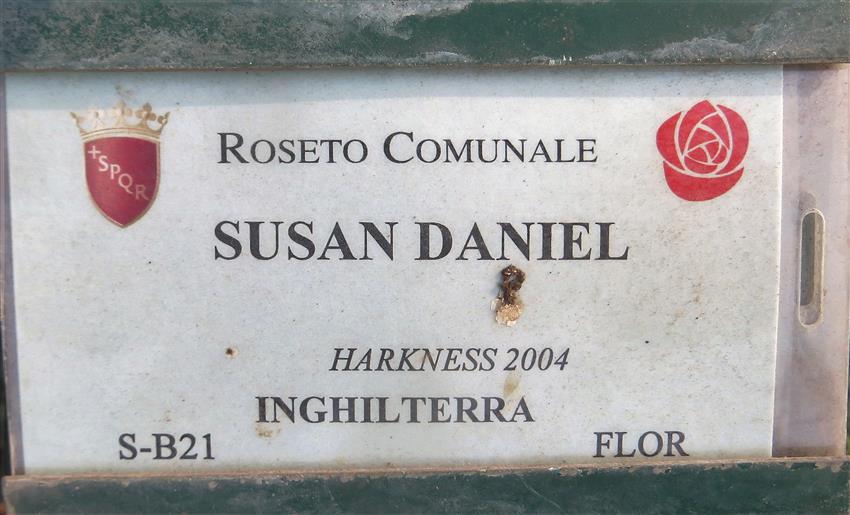 ROSETO COMUNALE
+SPQR
SUSAN DANIEL
HARKNESS 2004
INGHILTERRA
S-B21 FLOR